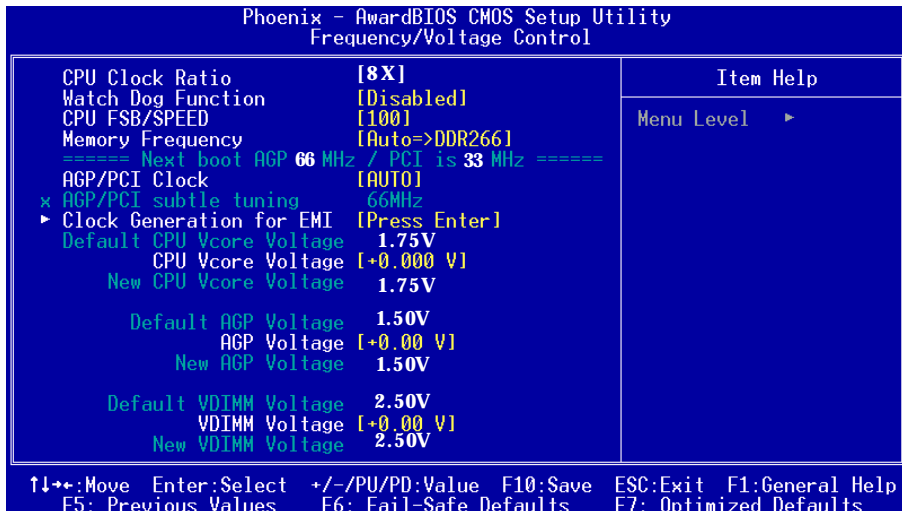 Phoenix - AwardBIOS CMOS Setup Utility
Frequency/Voltage Control
CPU Clock Ratio [8X]
Watch Dog Function [Disabled]
CPU FSB/SPEED [100]
Memory Frequency [Auto=>DDR266]
====== Next boot AGP 66 MHz / PCI is 33 MHz ======
AGP/PCI Clock [AUTO]
x AGP/PCI subtle tuning 66MHz
► Clock Generation for EMI [Press Enter]
Default CPU Vcore Voltage 1.75V
CPU Vcore Voltage [+0.000 V]
New CPU Vcore Voltage 1.75V
Default AGP Voltage 1.50V
AGP Voltage [+0.00 V]
New AGP Voltage 1.50V
Default VDIMM Voltage 2.50V
VDIMM Voltage [+0.00 V]
New VDIMM Voltage 2.50V
Item Help
Menu Level ►
↑↓→←:Move Enter:Select +/-/PU/PD:Value F10:Save ESC:Exit F1:General Help
F5: Previous Values F6: Fail-Safe Defaults F7: Optimized Defaults